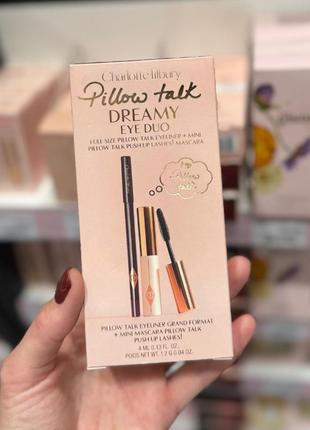 Charlotte Tilbury
Pillow talk
DREAMY
EYE DUO
FULL SIZE PILLOW TALK EYELINER + MINI
PILLOW TALK PUSH UP LASHES! MASCARA
Pillow
talk
PILLOW TALK EYELINER GRAND FORMAT
+ MINI MASCARA PILLOW TALK
PUSH UP LASHES!
4 ML 0.13 FL. OZ.,
POIDS NET WT. 1.2 G 0.04 OZ.